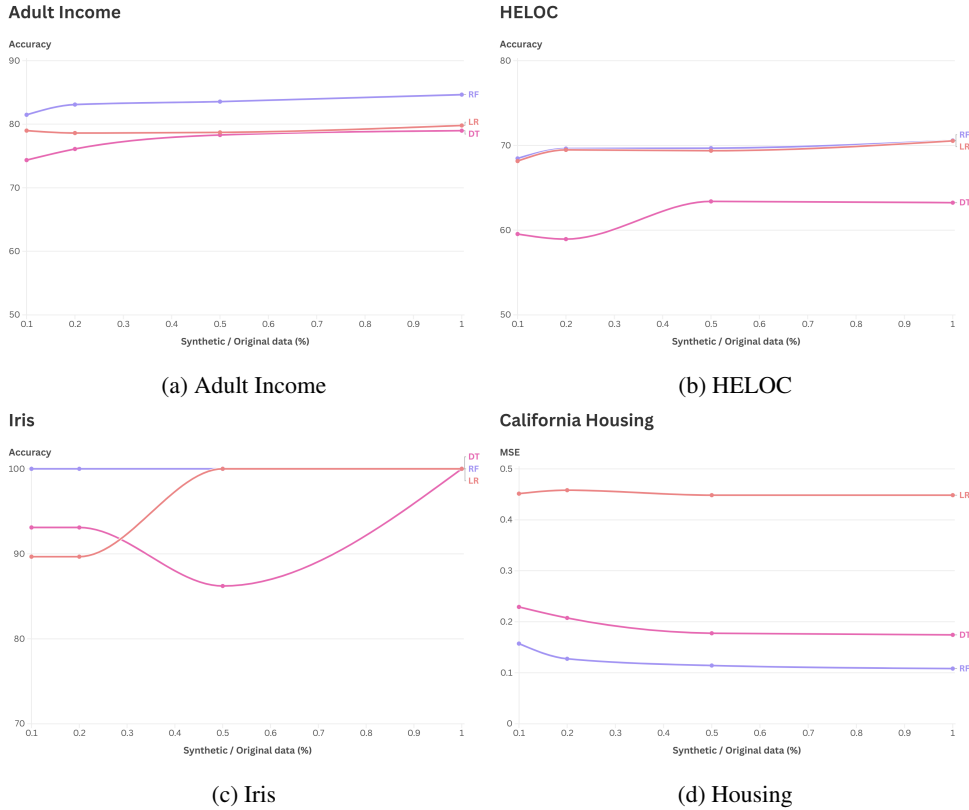 Adult Income
Accuracy
90
80
70
60
50
RF
LR
DT
0.1 0.2 0.3 0.4 0.5 0.6 0.7 0.8 0.9 1
Synthetic / Original data (%)
(a) Adult Income
HELOC
Accuracy
80
70
60
50
RF
LR
DT
0.1 0.2 0.3 0.4 0.5 0.6 0.7 0.8 0.9 1
Synthetic / Original data (%)
(b) HELOC
Iris
Accuracy
100
90
80
70
DT
RF
LR
0.1 0.2 0.3 0.4 0.5 0.6 0.7 0.8 0.9 1
Synthetic / Original data (%)
(c) Iris
California Housing
MSE
0.5
0.4
0.3
0.2
0.1
0
LR
DT
RF
0.1 0.2 0.3 0.4 0.5 0.6 0.7 0.8 0.9 1
Synthetic / Original data (%)
(d) Housing